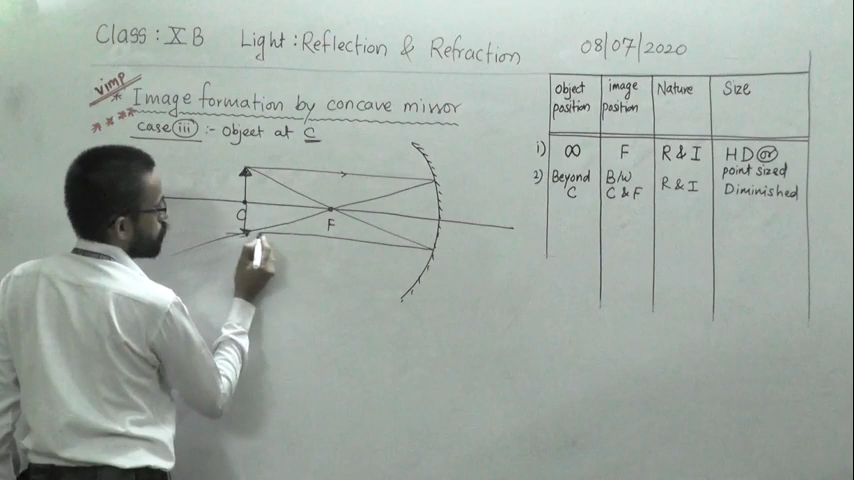 Class : X B Light : Reflection & Refraction 08/07/2020
VIMP
* Image formation by concave mirror
**** case (iii) :- object at C
C
F
object position | image position | Nature | Size
1) ∞ | F | R & I | H D (or) point sized
2) Beyond C | B/W C & F | R & I | Diminished